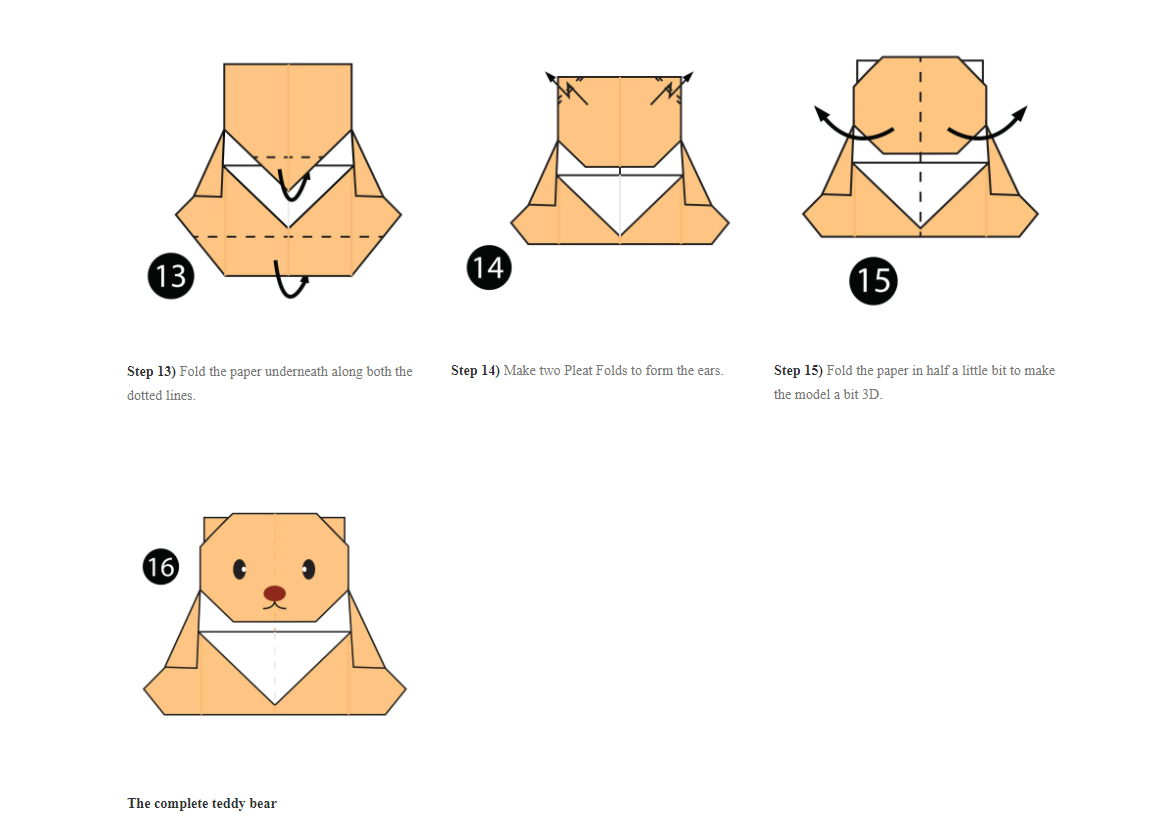 13
14
15
Step 13) Fold the paper underneath along both the
dotted lines.
Step 14) Make two Pleat Folds to form the ears.
Step 15) Fold the paper in half a little bit to make
the model a bit 3D.
16
The complete teddy bear